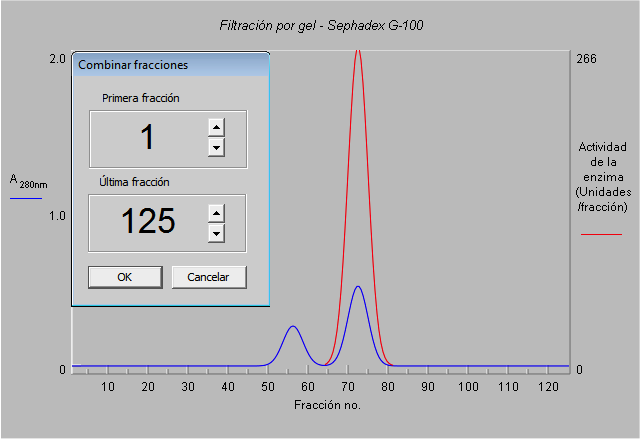 Filtración por gel - Sephadex G-100
2.0
1.0
0
A 280nm
Combinar fracciones
Primera fracción
1
Última fracción
125
OK
Cancelar
266
Actividad
de la
enzima
(Unidades
/fracción)
0
10 20 30 40 50 60 70 80 90 100 110 120
Fracción no.